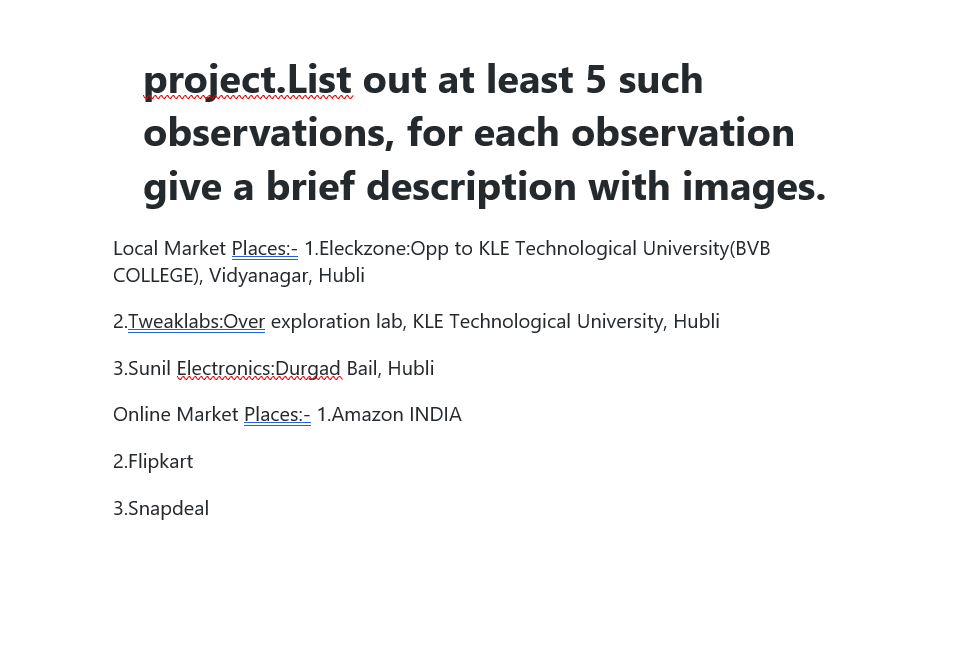 project.List out at least 5 such
observations, for each observation
give a brief description with images.
Local Market Places:- 1.Eleckzone:Opp to KLE Technological University(BVB
COLLEGE), Vidyanagar, Hubli
2.Tweaklabs:Over exploration lab, KLE Technological University, Hubli
3.Sunil Electronics:Durgad Bail, Hubli
Online Market Places:- 1.Amazon INDIA
2.Flipkart
3.Snapdeal